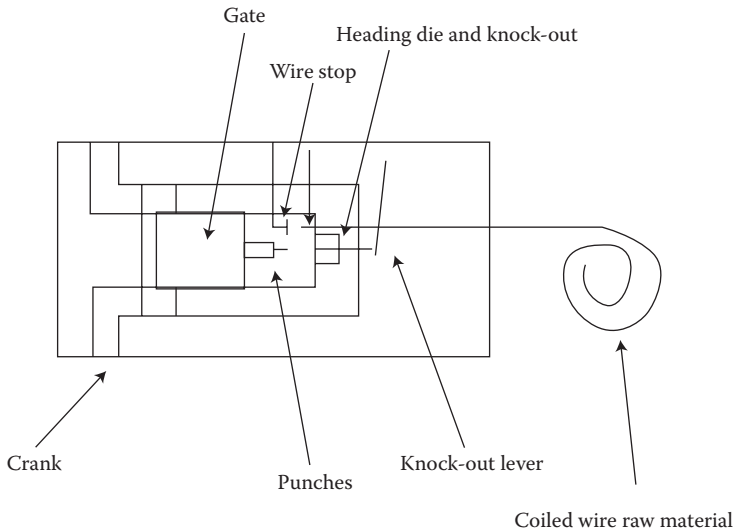 Gate
Heading die and knock-out
Wire stop
Crank
Punches
Knock-out lever
Coiled wire raw material